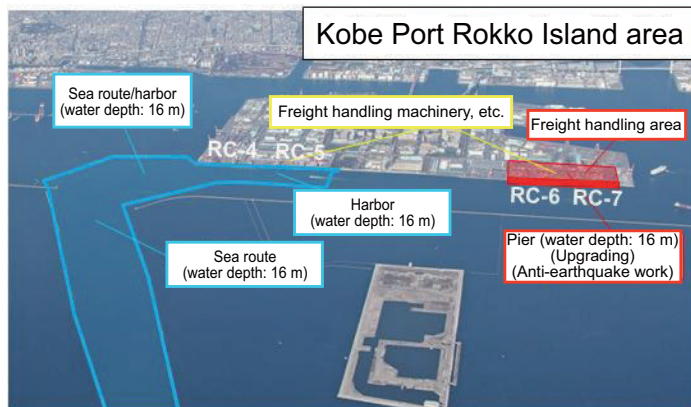 Kobe Port Rokko Island area
Sea route/harbor
(water depth: 16 m)
Freight handling machinery, etc.
Freight handling area
RC-4 RC-5
RC-6 RC-7
Harbor
(water depth: 16 m)
Sea route
(water depth: 16 m)
Pier (water depth: 16 m)
(Upgrading)
(Anti-earthquake work)